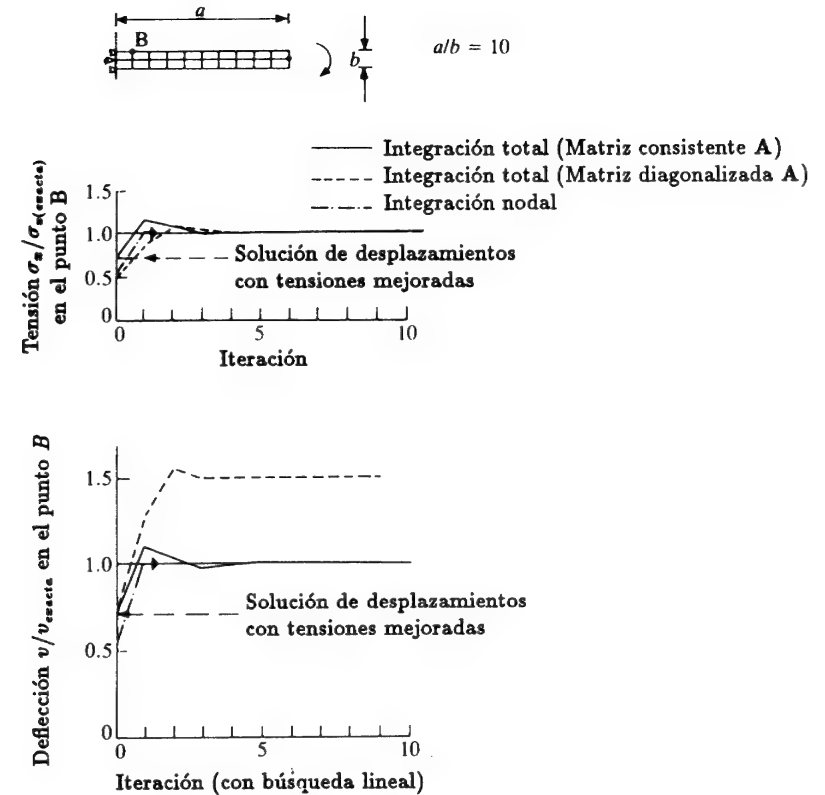 a
B
b
a/b = 10
Integración total (Matriz consistente A)
Integración total (Matriz diagonalizada A)
Integración nodal
Tensión σx/σx(exacta)
en el punto B
1.5
1.0
0.5
0
Solución de desplazamientos
con tensiones mejoradas
0
5
10
Iteración
Deflección v/vexacta en el punto B
1.5
1.0
0.5
0
Solución de desplazamientos
con tensiones mejoradas
0
5
10
Iteración (con búsqueda lineal)